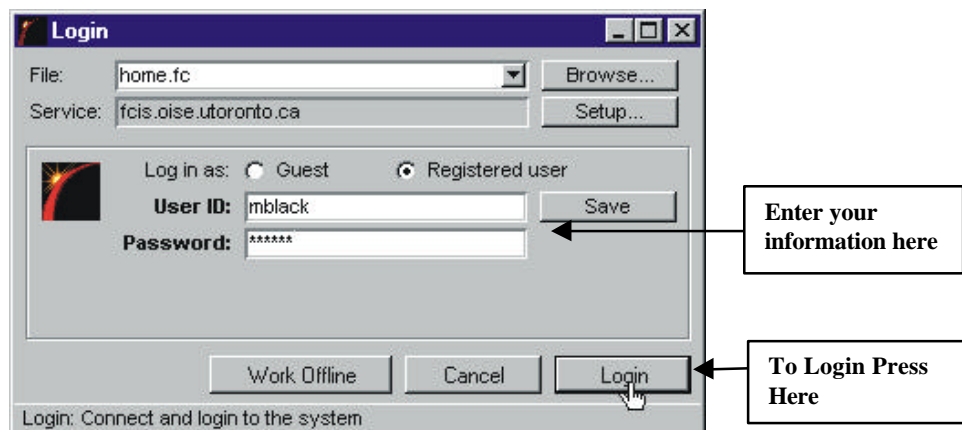 Login
File: home.fc Browse...
Service: fcis.oise.utoronto.ca Setup...
Log in as: Guest Registered user
User ID: mblack Save
Password: ******
Enter your
information here
Work Offline Cancel Login
To Login Press
Here
Login: Connect and login to the system